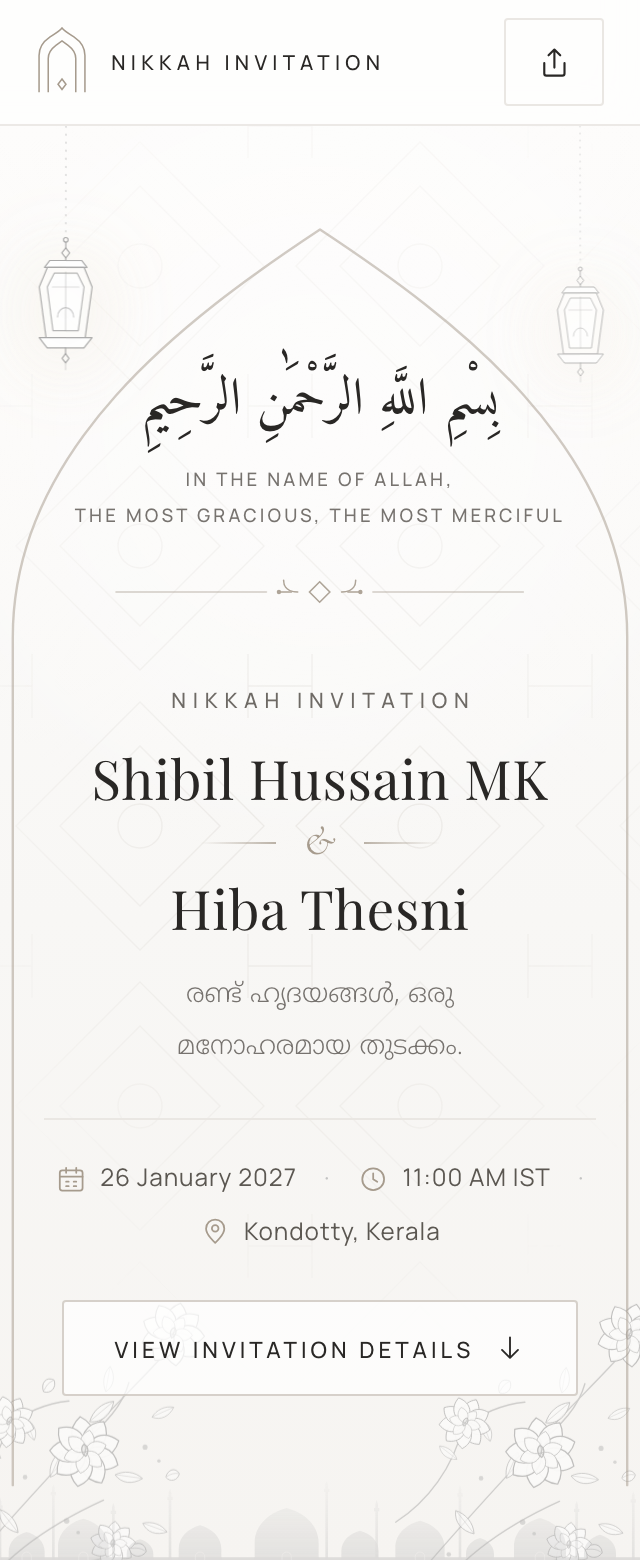 NIKKAH INVITATION
بِسْمِ اللَّهِ الرَّحْمَٰنِ الرَّحِيمِ
IN THE NAME OF ALLAH,
THE MOST GRACIOUS, THE MOST MERCIFUL
NIKKAH INVITATION
Shibil Hussain MK
&
Hiba Thesni
രണ്ട് ഹൃദയങ്ങൾ, ഒരു
മനോഹരമായ തുടക്കം.
26 January 2027 · 11:00 AM IST ·
Kondotty, Kerala
VIEW INVITATION DETAILS ↓